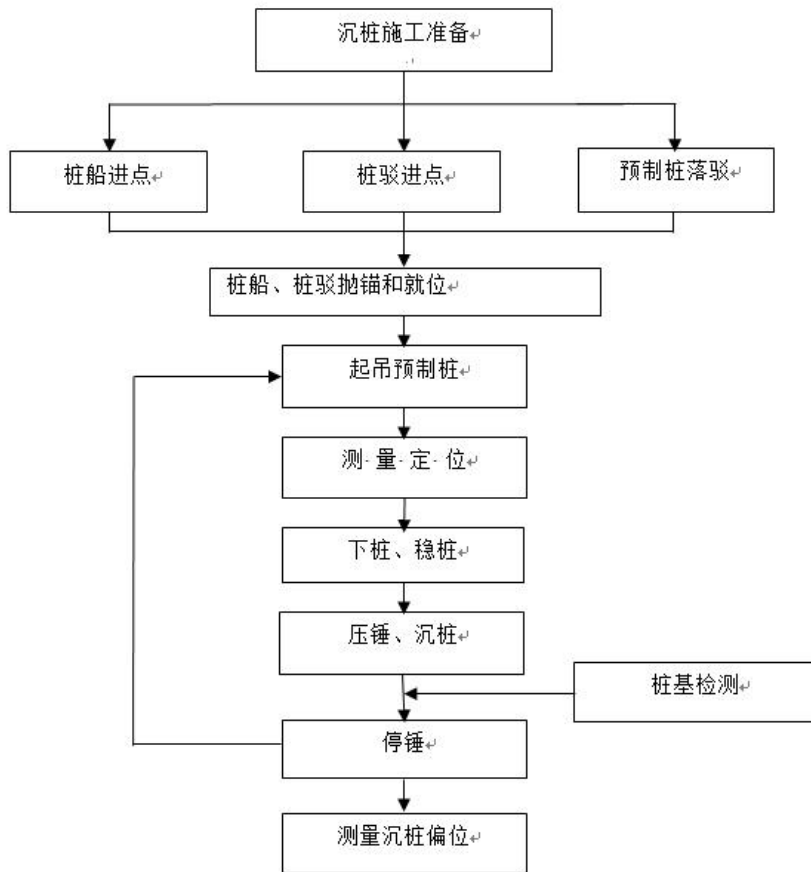 沉桩施工准备
桩船进点
桩驳进点
预制桩落驳
桩船、桩驳抛锚和就位
起吊预制桩
测量定位
下桩、稳桩
压锤、沉桩
桩基检测
停锤
测量沉桩偏位